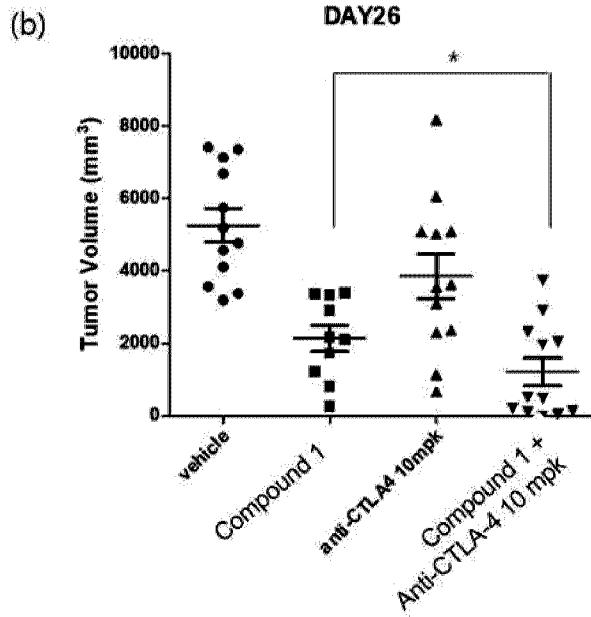 (b)
DAY26
*
Tumor Volume (mm³)
10000
8000
6000
4000
2000
0
vehicle
Compound 1
anti-CTLA4 10mpk
Compound 1 +
Anti-CTLA-4 10 mpk